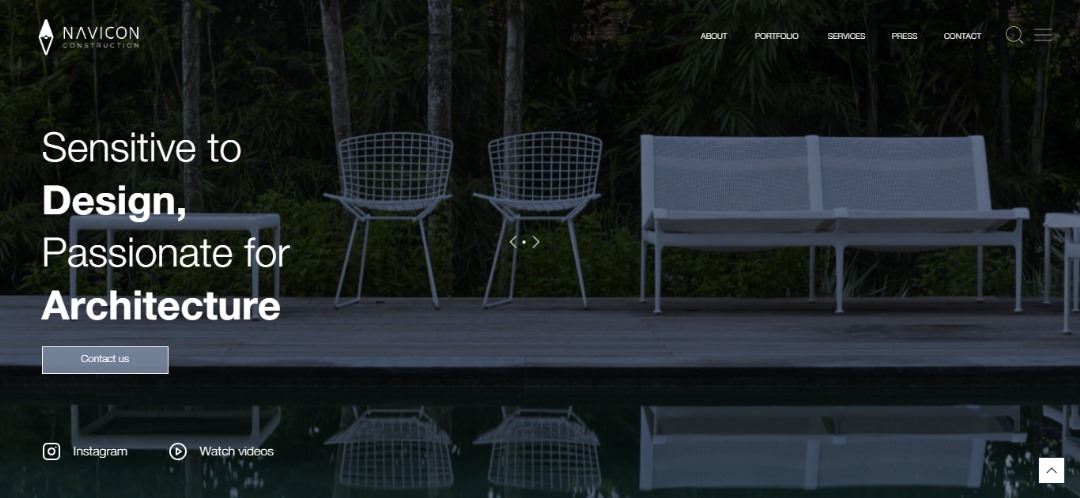 NAVICON
CONSTRUCTION
ABOUT
PORTFOLIO
SERVICES
PRESS
CONTACT
Sensitive to
Design,
Passionate for
Architecture
Contact us
Instagram
Watch videos